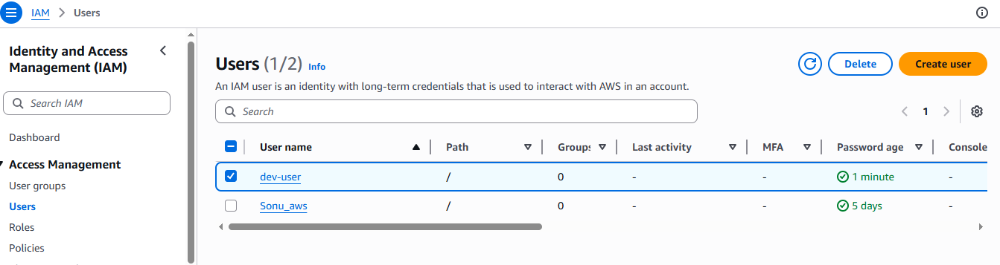 IAM > Users
Identity and Access
Management (IAM)
Search IAM
Dashboard
Access Management
User groups
Users
Roles
Policies
Users (1/2) Info
Delete
Create user
An IAM user is an identity with long-term credentials that is used to interact with AWS in an account.
Search
1
User name Path Groups Last activity MFA Password age Console
dev-user / 0 - - 1 minute -
Sonu_aws / 0 - - 5 days -